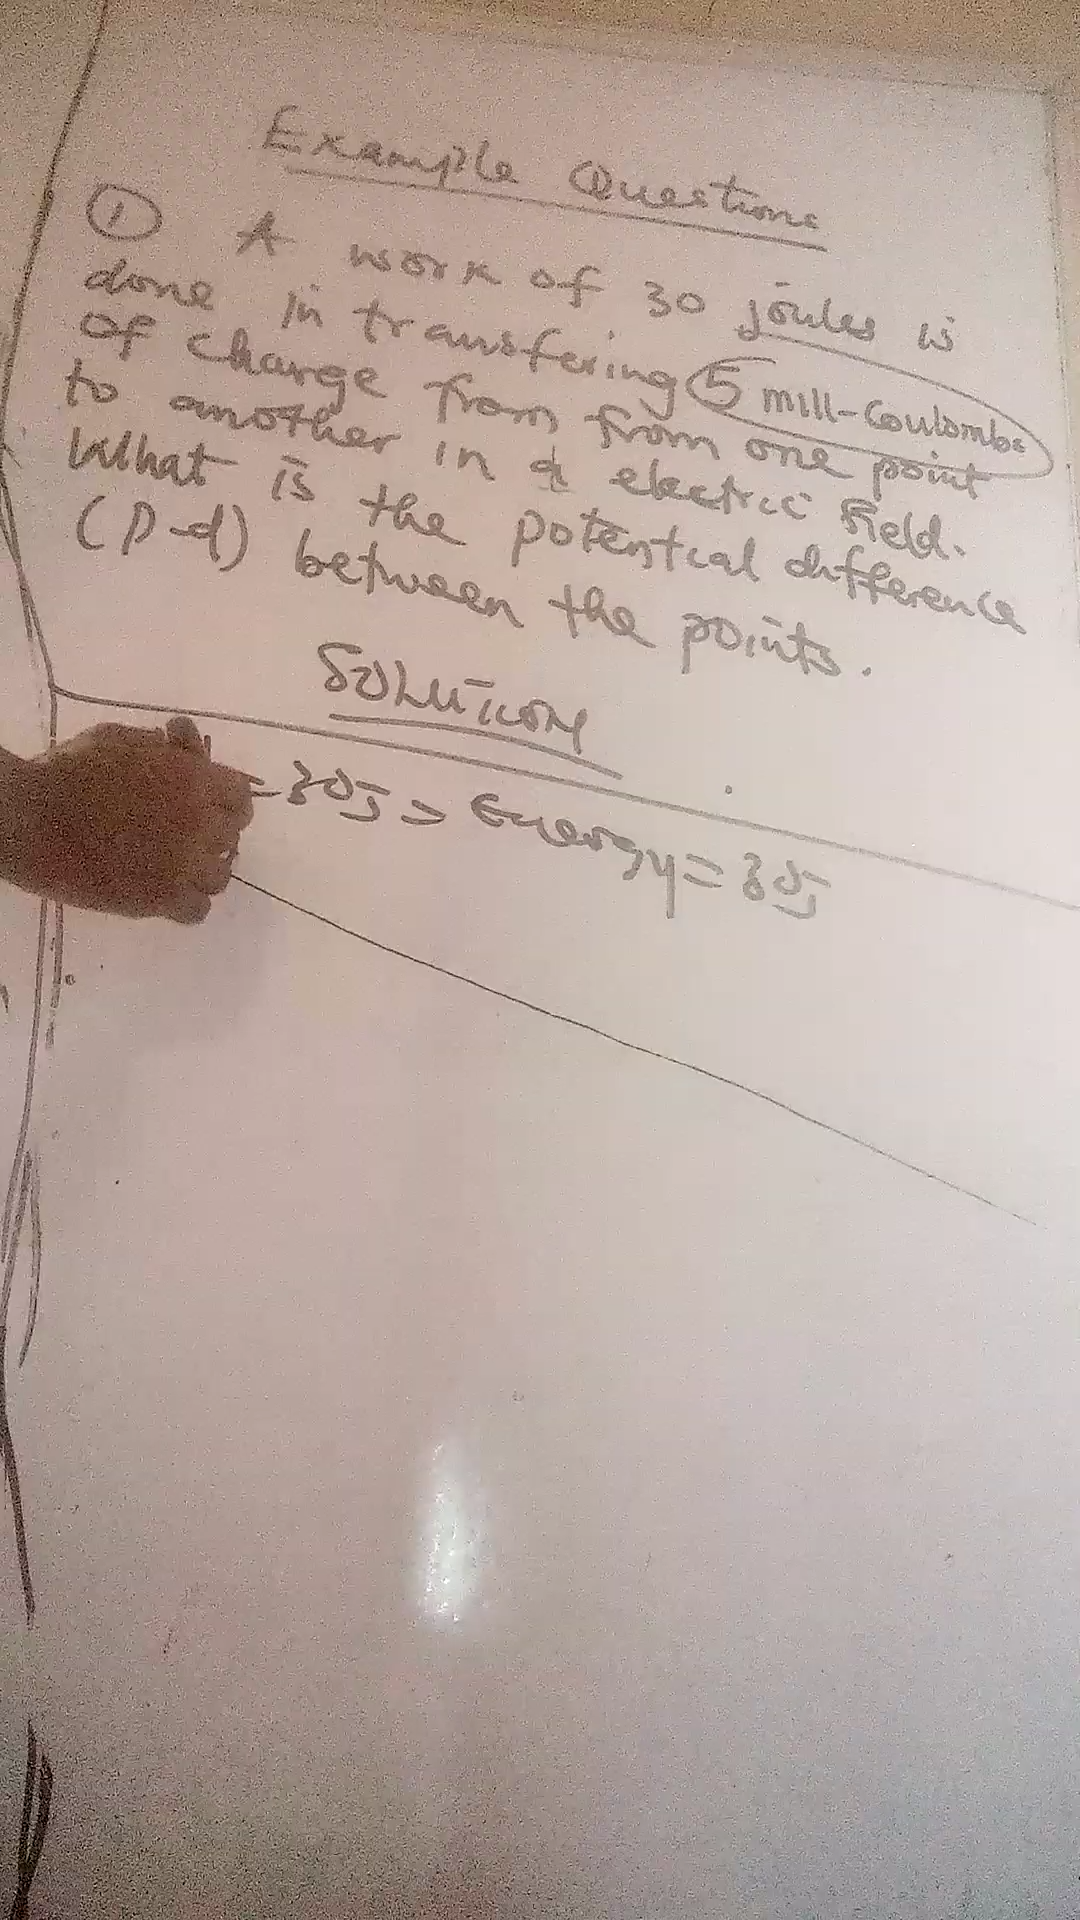 Example Questions
① A work of 30 joules is
done in transfering 5 mill-Coulombs
of charge from from one point
to another in a electric field.
What is the potential difference
(P-d) between the points.
SOLUTION
= 30J = Energy = 30J